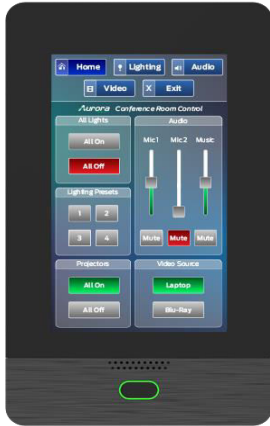 Home Lighting Audio
Video X Exit
Aurora Conference Room Control
All Lights
All On
All Off
Lighting Presets
1 2
3 4
Audio
Mic1 Mic2 Music
Mute Mute Mute
Projectors
All On
All Off
Video Source
Laptop
Blu-Ray